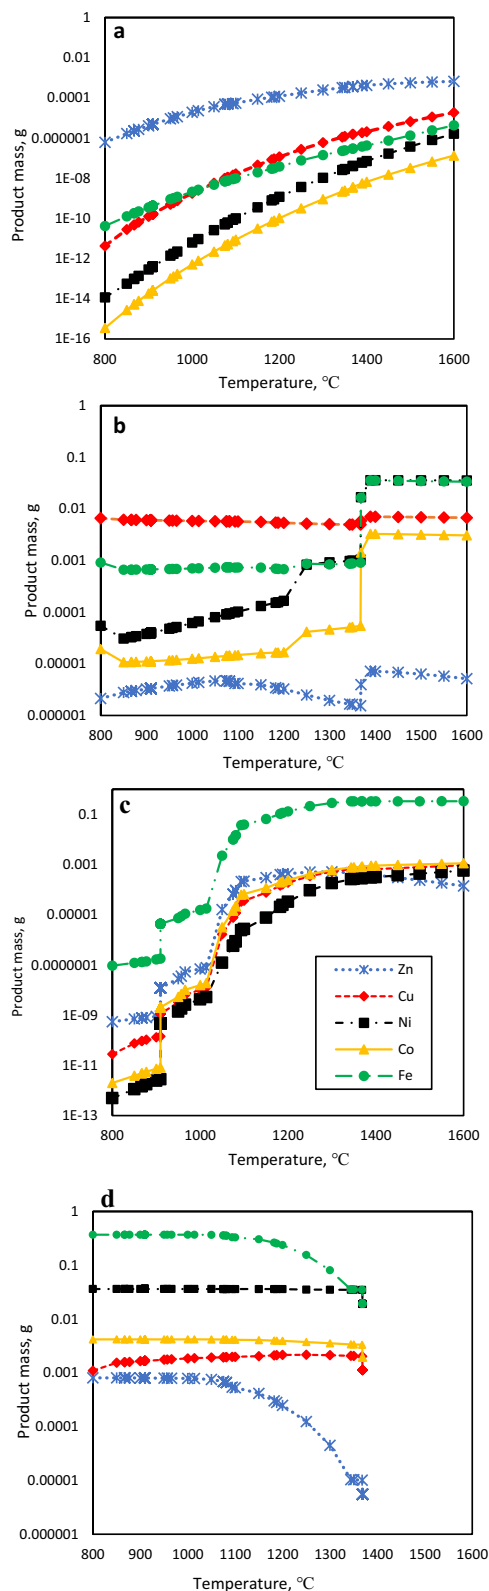 a
1
0.01
0.0001
0.000001
1E-08
1E-10
1E-12
1E-14
1E-16
800 1000 1200 1400 1600
Product mass, g
Temperature, ℃
b
1
0.1
0.01
0.001
0.0001
0.00001
0.000001
800 900 1000 1100 1200 1300 1400 1500 1600
Product mass, g
Temperature, ℃
c
0.1
0.001
0.00001
0.0000001
1E-09
1E-11
1E-13
800 1000 1200 1400 1600
Product mass, g
Temperature, ℃
Zn
Cu
Ni
Co
Fe
d
1
0.1
0.01
0.001
0.0001
0.00001
0.000001
800 900 1000 1100 1200 1300 1400 1500 1600
Product mass, g
Temperature, ℃